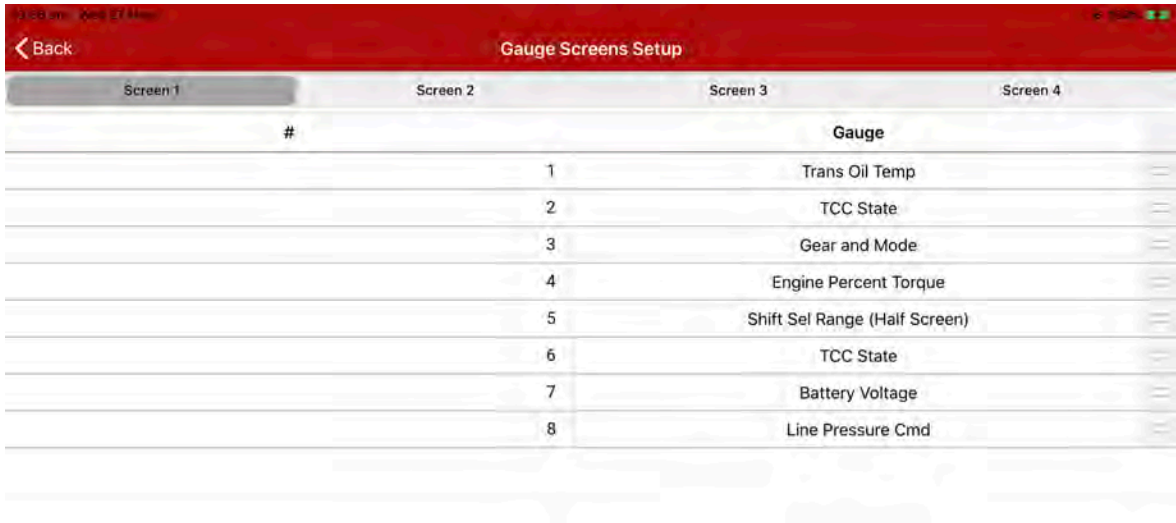 Back
Gauge Screens Setup
Screen 1 Screen 2 Screen 3 Screen 4
# Gauge
1 Trans Oil Temp
2 TCC State
3 Gear and Mode
4 Engine Percent Torque
5 Shift Sel Range (Half Screen)
6 TCC State
7 Battery Voltage
8 Line Pressure Cmd